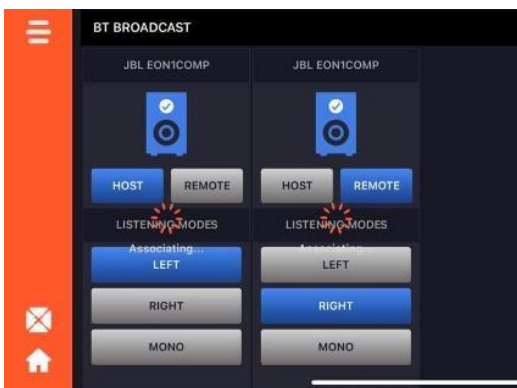 BT BROADCAST
JBL EON1COMP
JBL EON1COMP
HOST
REMOTE
HOST
REMOTE
LISTENING MODES
LISTENING MODES
Associating...
Associating...
LEFT
LEFT
RIGHT
RIGHT
MONO
MONO